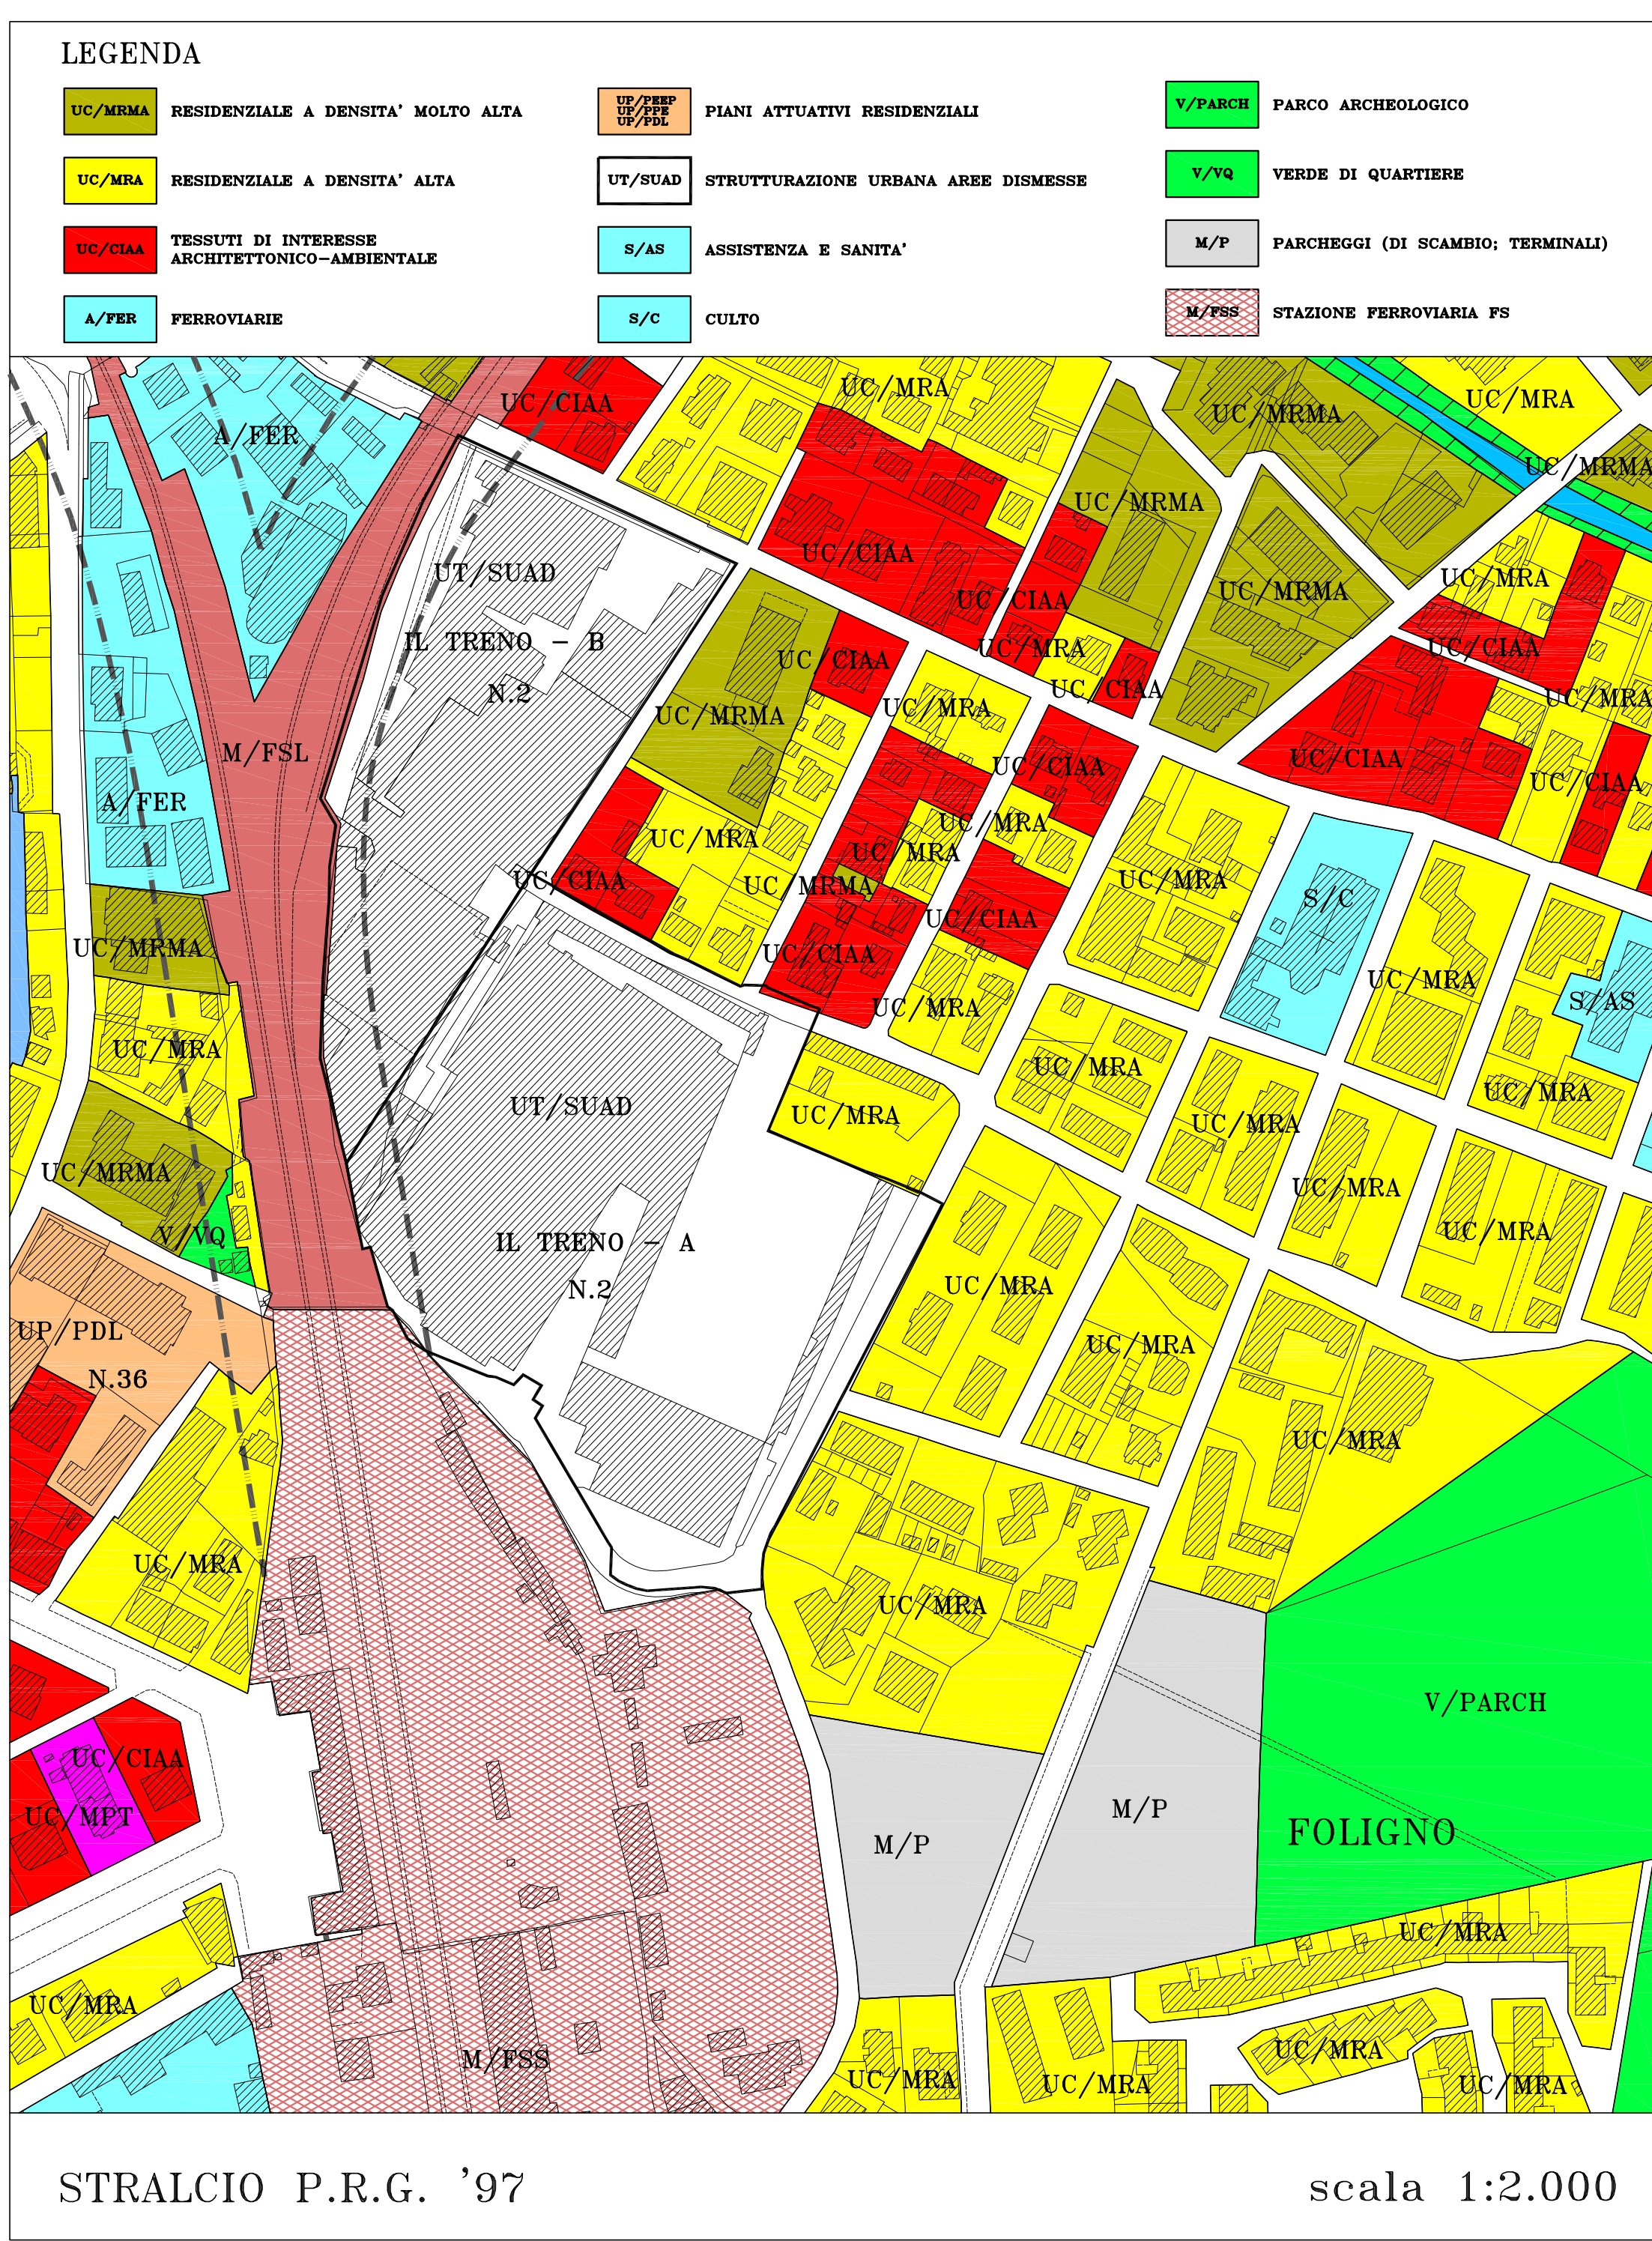 LEGENDA
UC/MRMA RESIDENZIALE A DENSITA' MOLTO ALTA
UC/MRA RESIDENZIALE A DENSITA' ALTA
UC/CIAA TESSUTI DI INTERESSE
ARCHITETTONICO-AMBIENTALE
A/FER FERROVIARIE
UP/PEEP
UP/PPE
UP/PDL
PIANI ATTUATIVI RESIDENZIALI
UT/SUAD STRUTTURAZIONE URBANA AREE DISMESSE
S/AS ASSISTENZA E SANITA'
S/C CULTO
V/PARCH PARCO ARCHEOLOGICO
V/VQ VERDE DI QUARTIERE
M/P PARCHEGGI (DI SCAMBIO; TERMINALI)
M/FSS STAZIONE FERROVIARIA FS
UC/MRA
UC/MRA
UC/CIAA
UC/MRMA
A/FER
UC/MRMA
UC/MRMA
UC/CIAA
UT/SUAD
UC/MRA
UC/MRMA
UC/CIAA
IL TRENO - B
UC/MRA
UC/CIAA
UC/CIAA
N.2
UC/CIAA
UC/MRA
UC/MRA
UC/MRMA
M/FSL
UC/CIAA
UC/CIAA
UC/CIAA
A/FER
UC/MRA
UC/MRA
UC/MRA
UC/CIAA
UC/MRA
UC/MRMA
S/C
UC/CIAA
UC/MRMA
UC/CIAA
UC/MRA
S/AS
UC/MRA
UC/MRA
UC/MRA
UC/MRA
UT/SUAD
UC/MRA
UC/MRA
UC/MRMA
UC/MRA
V/VQ
UC/MRA
IL TRENO - A
N.2
UC/MRA
UP/PDL
UC/MRA
N.36
UC/MRA
UC/MRA
UC/MRA
V/PARCH
UC/CIAA
M/P
UC/MPT
FOLIGNO
M/P
UC/MRA
UC/MRA
UC/MRA
M/FSS
UC/MRA
UC/MRA
UC/MRA
STRALCIO P.R.G. '97
scala 1:2.000